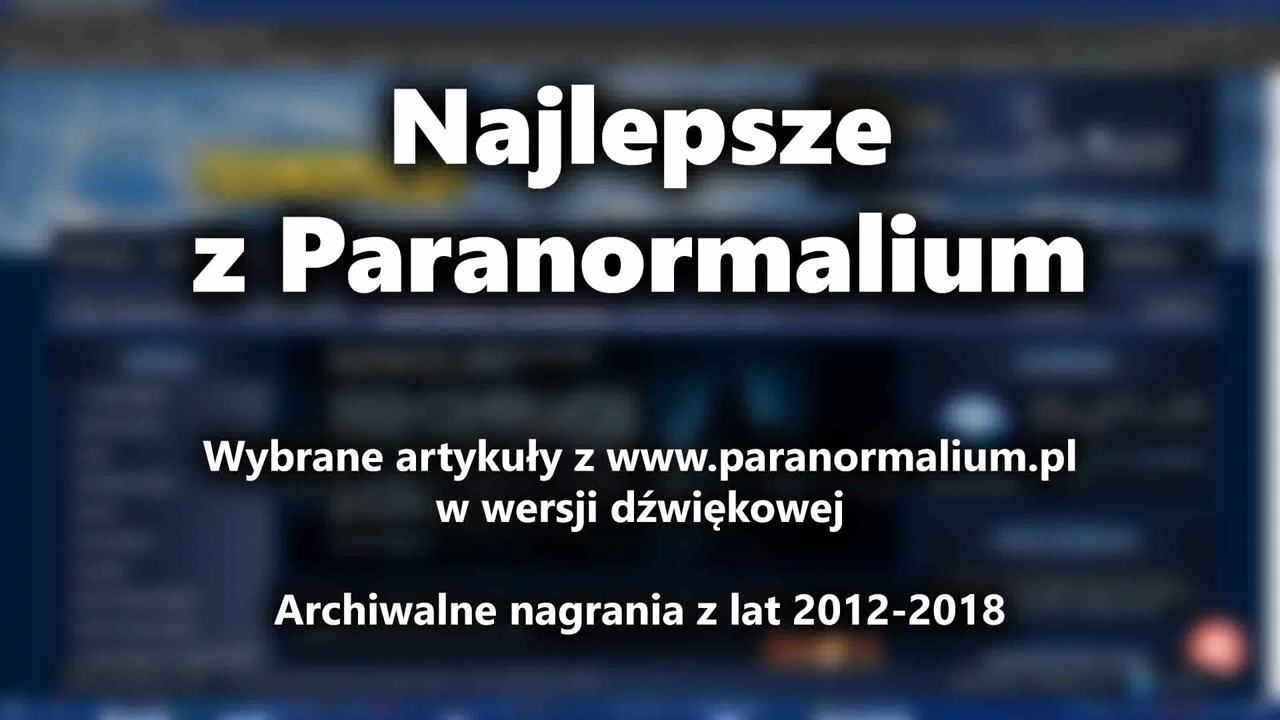 Najlepsze
z Paranormalium
Wybrane artykuły z www.paranormalium.pl
w wersji dźwiękowej
Archiwalne nagrania z lat 2012-2018